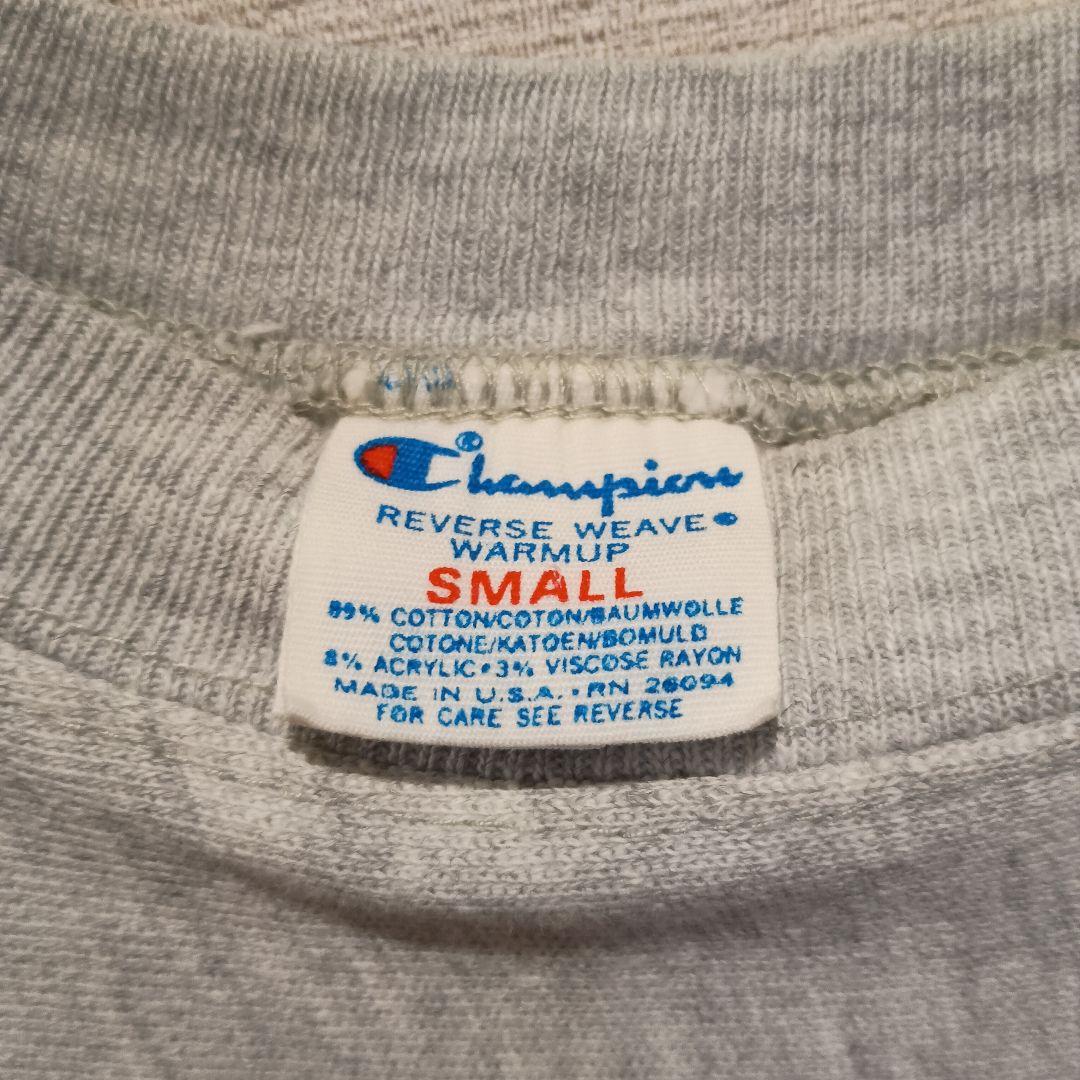 Champion®
REVERSE WEAVE®
WARMUP
SMALL
89% COTTON/COTON/BAUMWOLLE
COTONE/KATOEN/BOMULD
8% ACRYLIC • 3% VISCOSE RAYON
MADE IN U.S.A. • RN 26094
FOR CARE SEE REVERSE